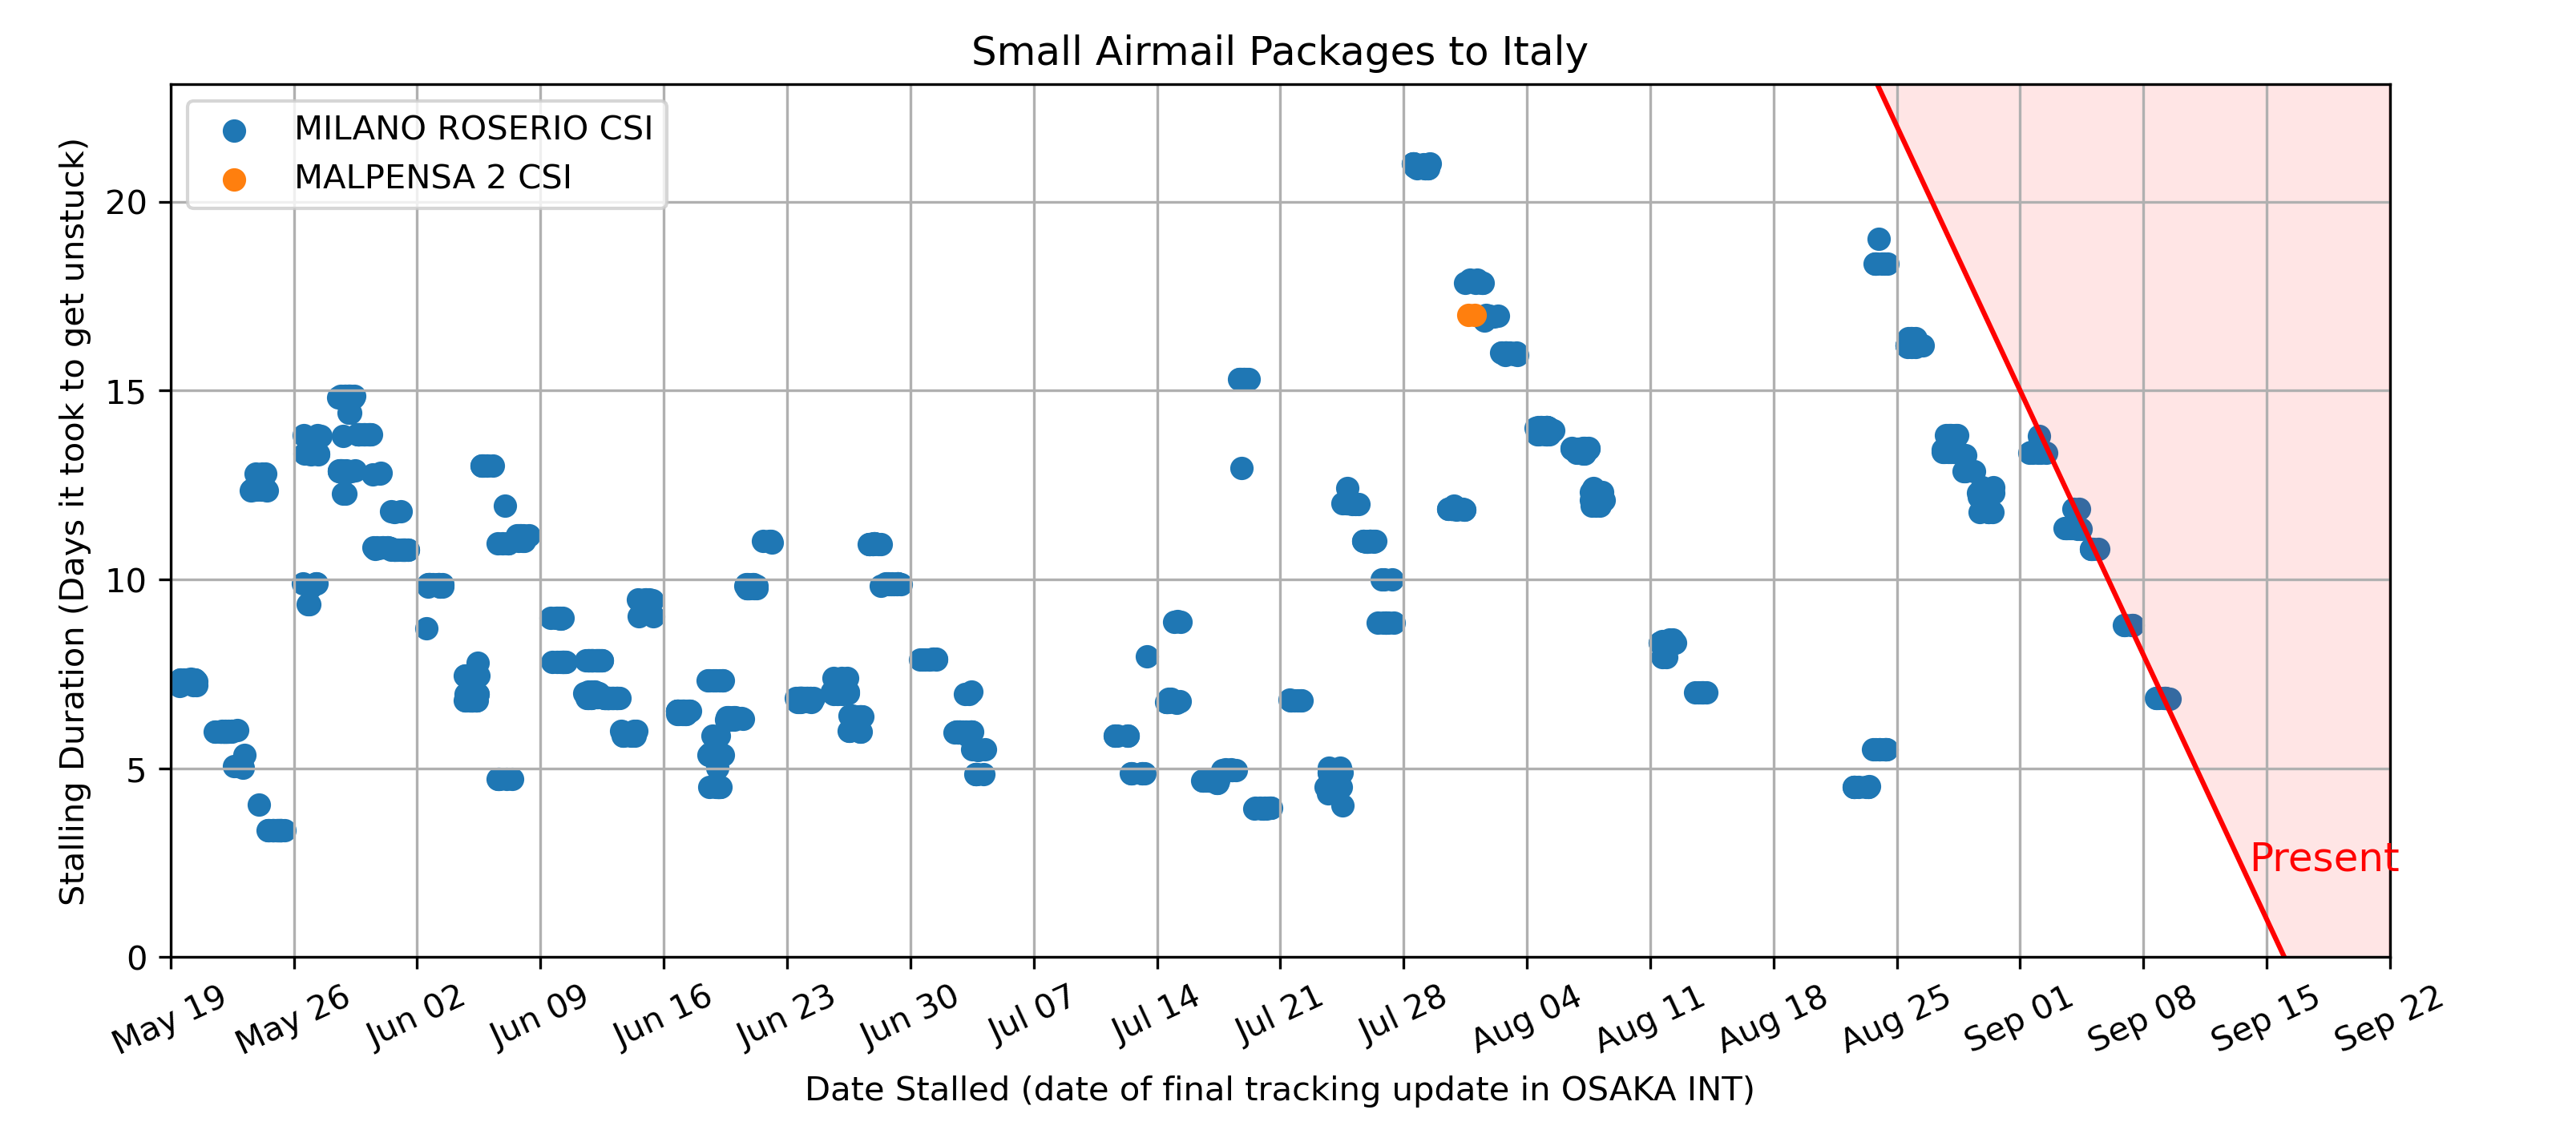 Small Airmail Packages to Italy
MILANO ROSERIO CSI
MALPENSA 2 CSI
Stalling Duration (Days it took to get unstuck)
20
15
10
5
0
Present
May 19
May 26
Jun 02
Jun 09
Jun 16
Jun 23
Jun 30
Jul 07
Jul 14
Jul 21
Jul 28
Aug 04
Aug 11
Aug 18
Aug 25
Sep 01
Sep 08
Sep 15
Sep 22
Date Stalled (date of final tracking update in OSAKA INT)